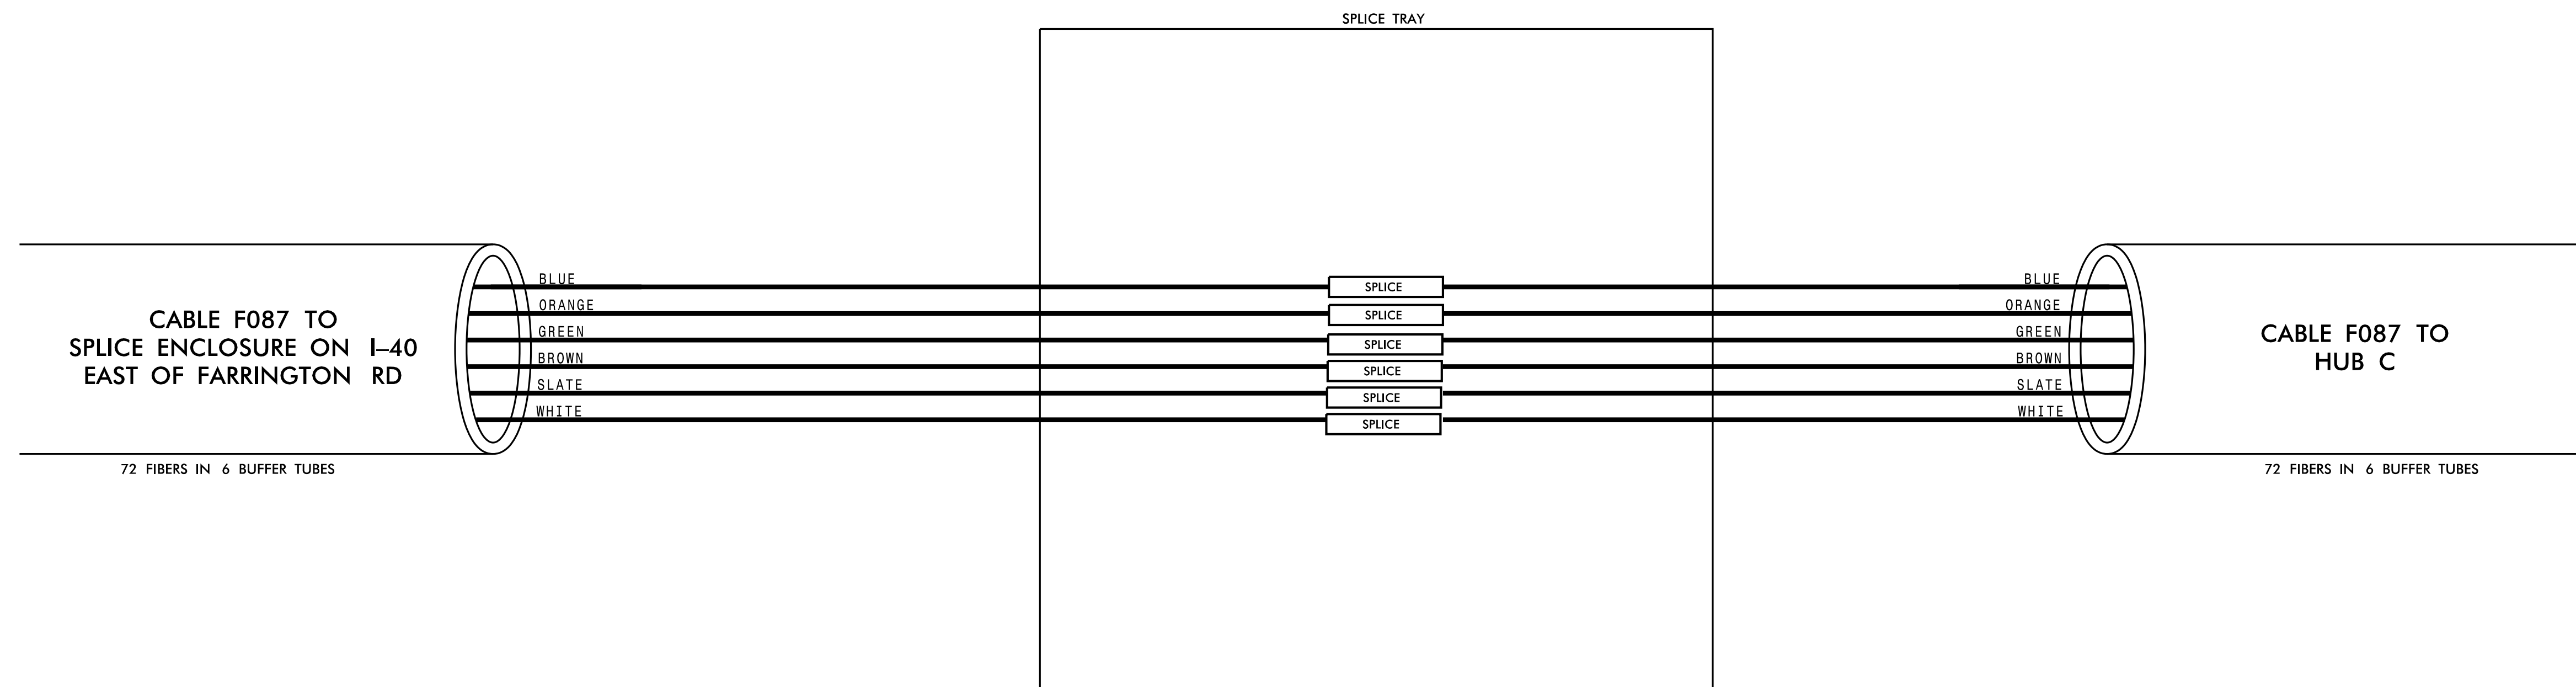 SPLICE TRAY
BLUE
ORANGE
GREEN
BROWN
SLATE
WHITE
CABLE F087 TO
SPLICE ENCLOSURE ON I-40
EAST OF FARRINGTON RD
72 FIBERS IN 6 BUFFER TUBES
SPLICE
SPLICE
SPLICE
SPLICE
SPLICE
SPLICE
BLUE
ORANGE
GREEN
BROWN
SLATE
WHITE
CABLE F087 TO
HUB C
72 FIBERS IN 6 BUFFER TUBES